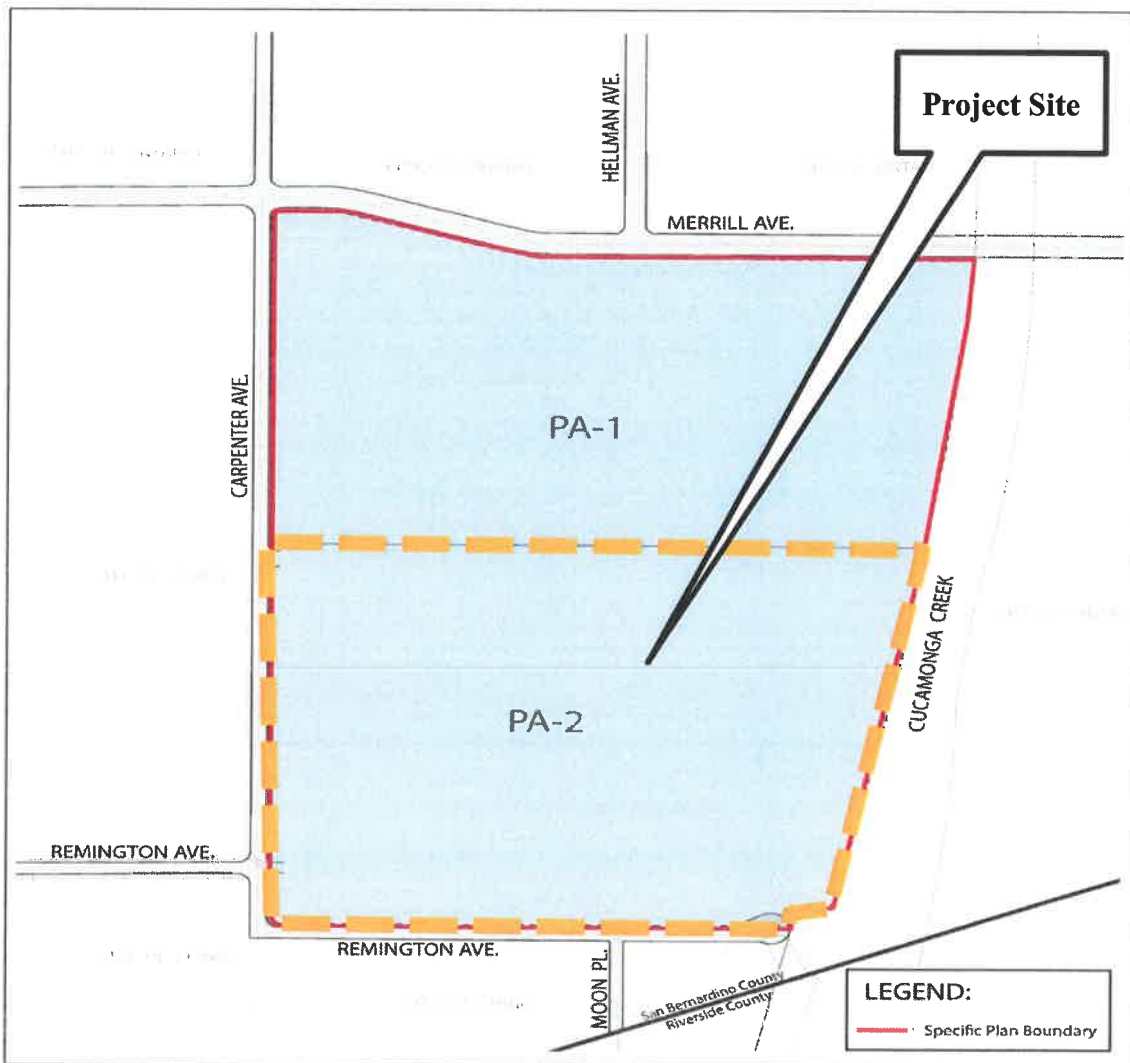 Project Site
HELLMAN AVE.
MERRILL AVE.
CARPENTER AVE.
PA-1
CUCAMONGA CREEK
PA-2
REMINGTON AVE.
REMINGTON AVE.
MOON PL.
San Bernardino County
Riverside County
LEGEND:
Specific Plan Boundary